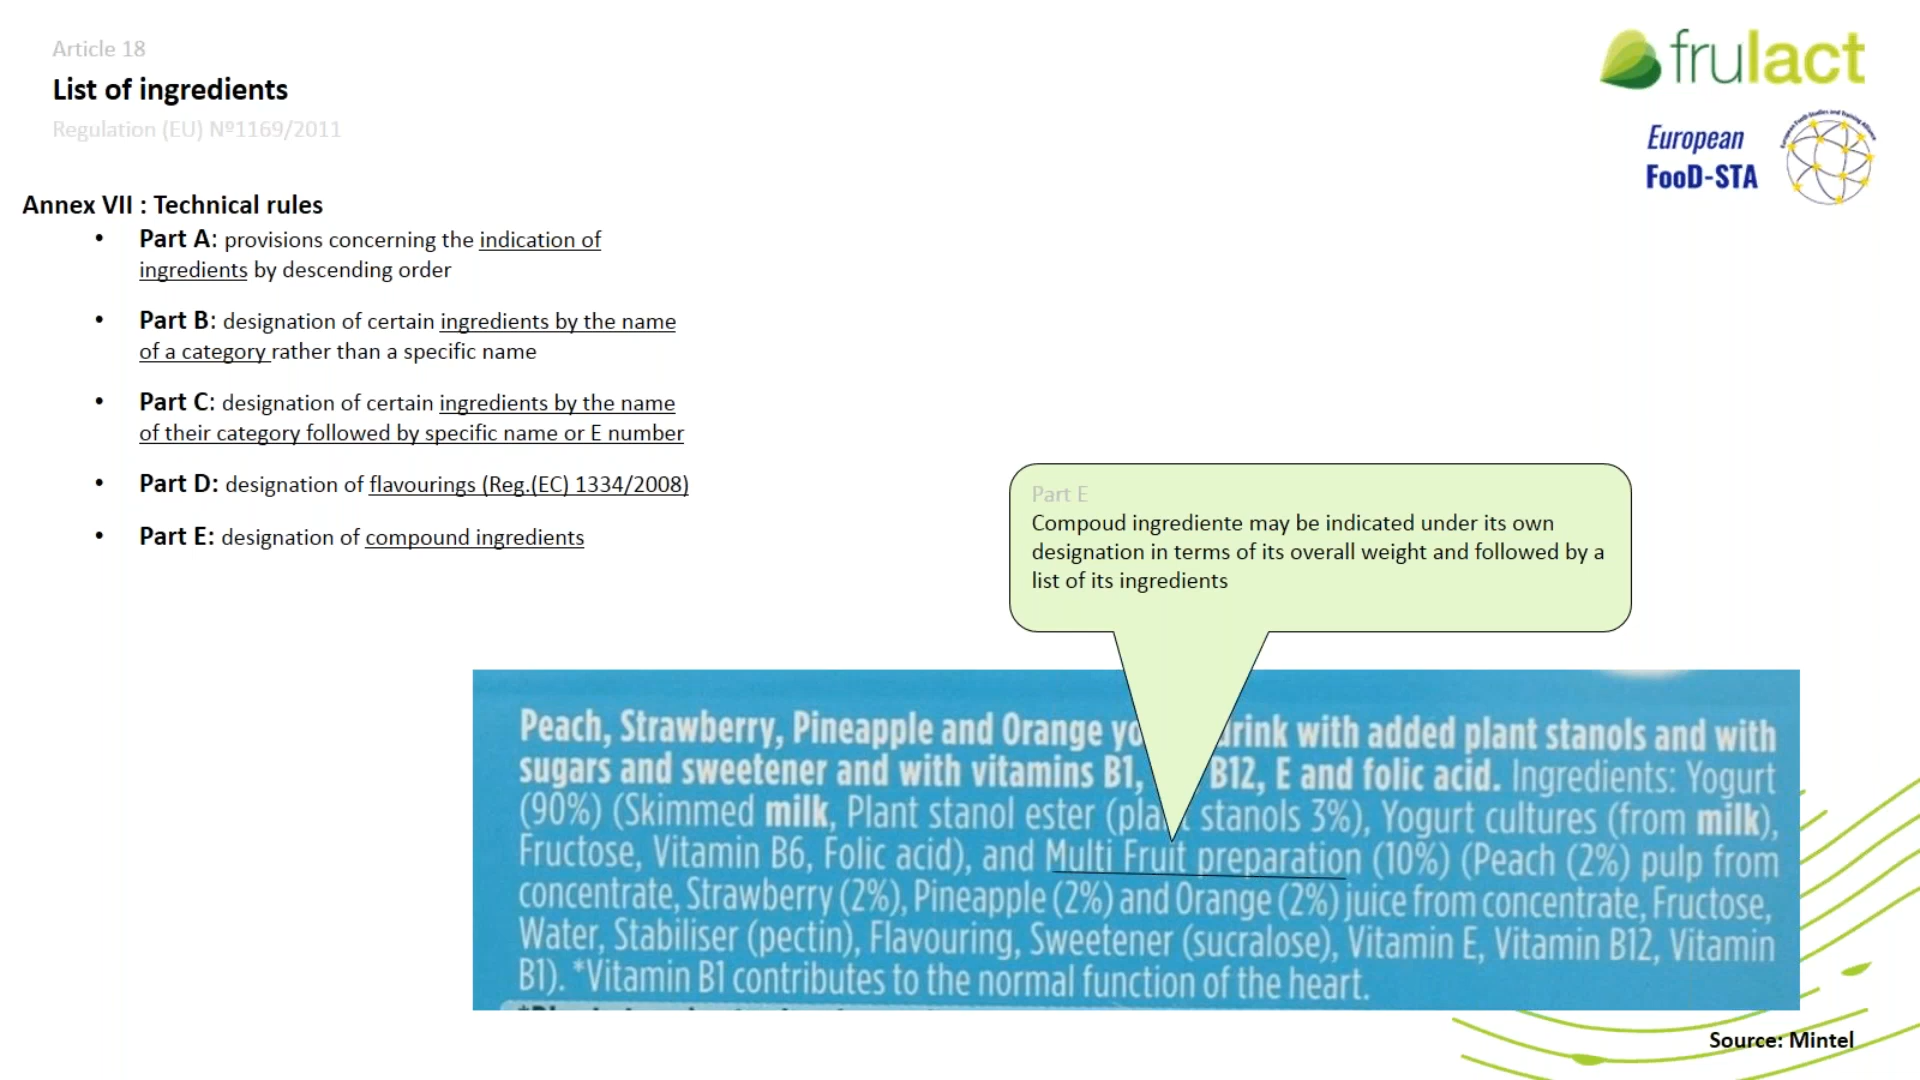 Article 18
List of ingredients
Regulation (EU) Nº1169/2011
frulact
European
FooD-STA
European FooD Studies and Training Alliance
Annex VII : Technical rules
• Part A: provisions concerning the indication of
ingredients by descending order
• Part B: designation of certain ingredients by the name
of a category rather than a specific name
• Part C: designation of certain ingredients by the name
of their category followed by specific name or E number
• Part D: designation of flavourings (Reg.(EC) 1334/2008)
• Part E: designation of compound ingredients
Part E
Compoud ingrediente may be indicated under its own
designation in terms of its overall weight and followed by a
list of its ingredients
Peach, Strawberry, Pineapple and Orange yo rink with added plant stanols and with
sugars and sweetener and with vitamins B1, B12, E and folic acid. Ingredients: Yogurt
(90%) (Skimmed milk, Plant stanol ester (pla stanols 3%), Yogurt cultures (from milk),
Fructose, Vitamin B6, Folic acid), and Multi Fruit preparation (10%) (Peach (2%) pulp from
concentrate, Strawberry (2%), Pineapple (2%) and Orange (2%) juice from concentrate, Fructose,
Water, Stabiliser (pectin), Flavouring, Sweetener (sucralose), Vitamin E, Vitamin B12, Vitamin
B1). *Vitamin B1 contributes to the normal function of the heart.
Source: Mintel